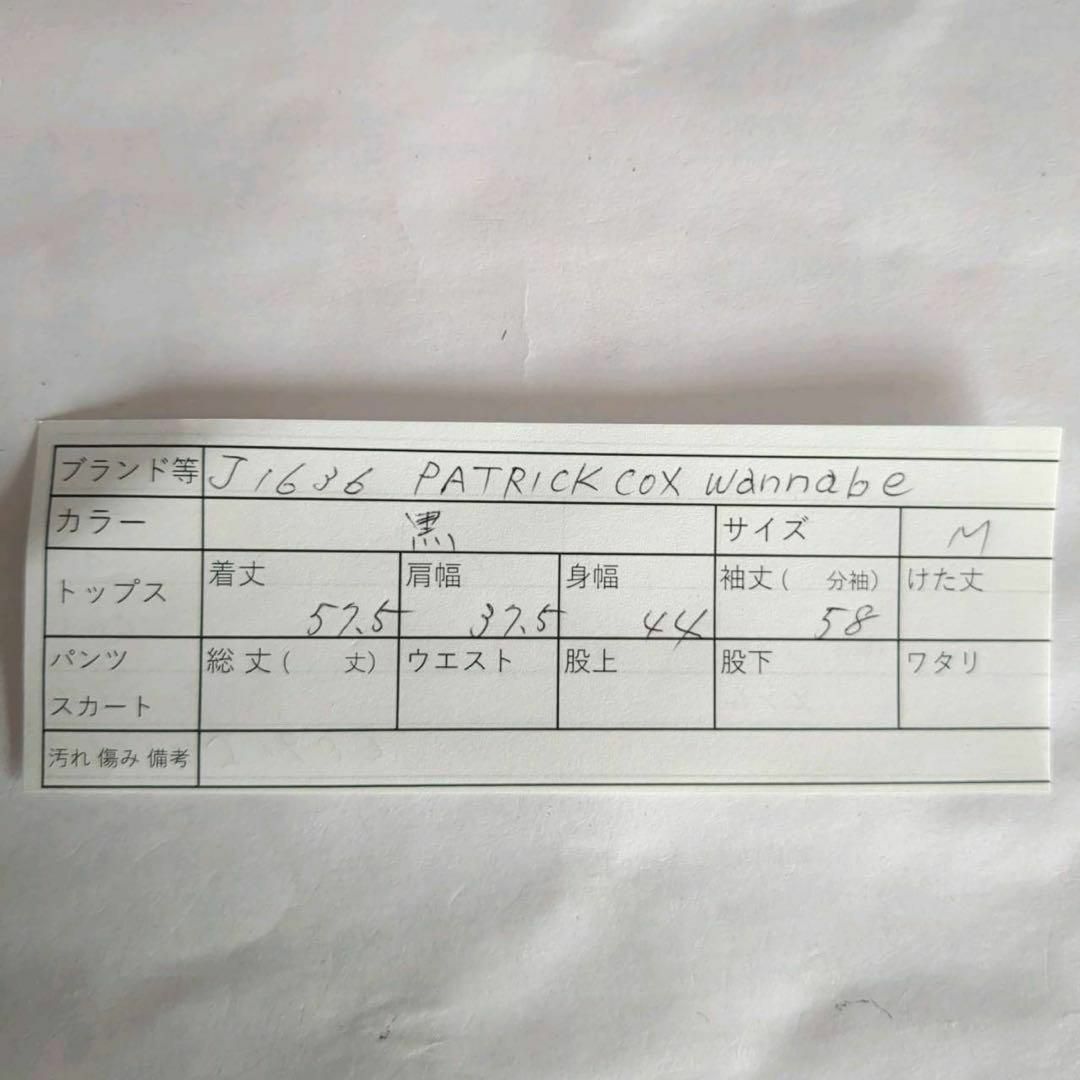 ブランド等 J1636 PATRICK COX wannabe
カラー 黒 サイズ M
トップス 着丈 57.5 肩幅 37.5 身幅 44 袖丈( 分袖) 58 けた丈
パンツ スカート 総丈( 丈) ウエスト 股上 股下 ワタリ
汚れ 傷み 備考